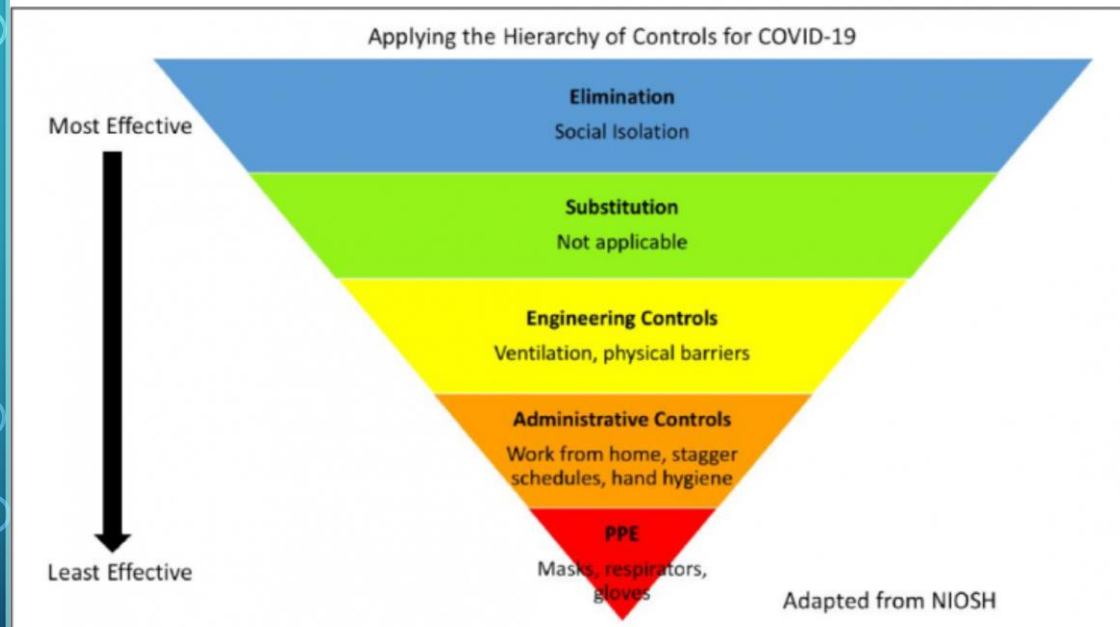 Applying the Hierarchy of Controls for COVID-19
Most Effective
Elimination
Social Isolation
Substitution
Not applicable
Engineering Controls
Ventilation, physical barriers
Administrative Controls
Work from home, stagger
schedules, hand hygiene
PPE
Masks, respirators,
gloves
Least Effective
Adapted from NIOSH